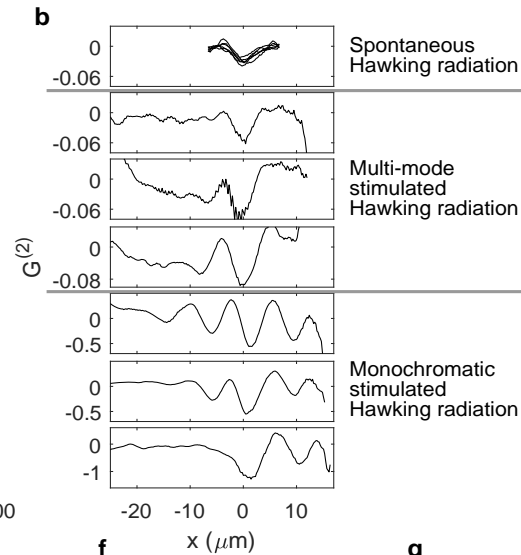 b
0
-0.06
Spontaneous
Hawking radiation
0
-0.06
0
-0.06
Multi-mode
stimulated
Hawking radiation
0
-0.08
G(2)
0
-0.5
0
-0.5
Monochromatic
stimulated
Hawking radiation
0
-1
00
-20 -10 0 10
x (μm)
f
g